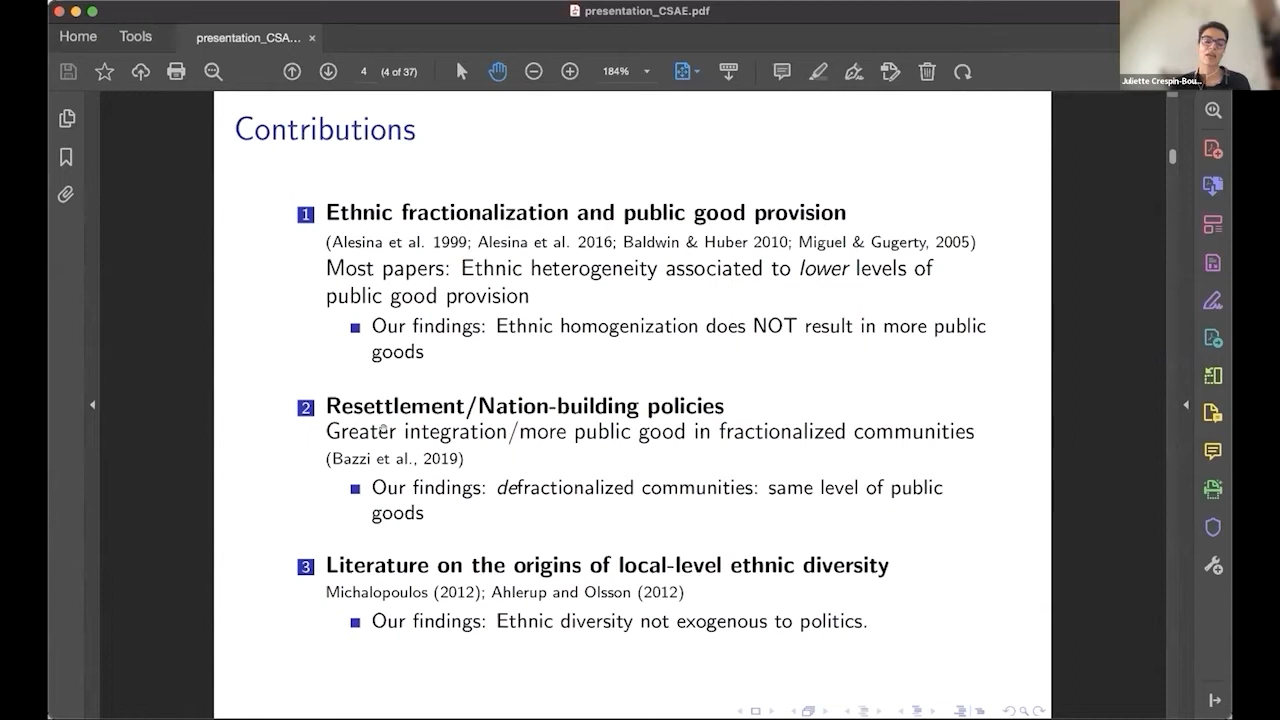 presentation_CSAE.pdf
Home
Tools
presentation_CSA... ×
4 (4 of 37)
184%
Juliette Crespin-Bou...
Contributions
1 Ethnic fractionalization and public good provision
(Alesina et al. 1999; Alesina et al. 2016; Baldwin & Huber 2010; Miguel & Gugerty, 2005)
Most papers: Ethnic heterogeneity associated to lower levels of
public good provision
Our findings: Ethnic homogenization does NOT result in more public
goods
2 Resettlement/Nation-building policies
Greater integration/more public good in fractionalized communities
(Bazzi et al., 2019)
Our findings: defractionalized communities: same level of public
goods
3 Literature on the origins of local-level ethnic diversity
Michalopoulos (2012); Ahlerup and Olsson (2012)
Our findings: Ethnic diversity not exogenous to politics.